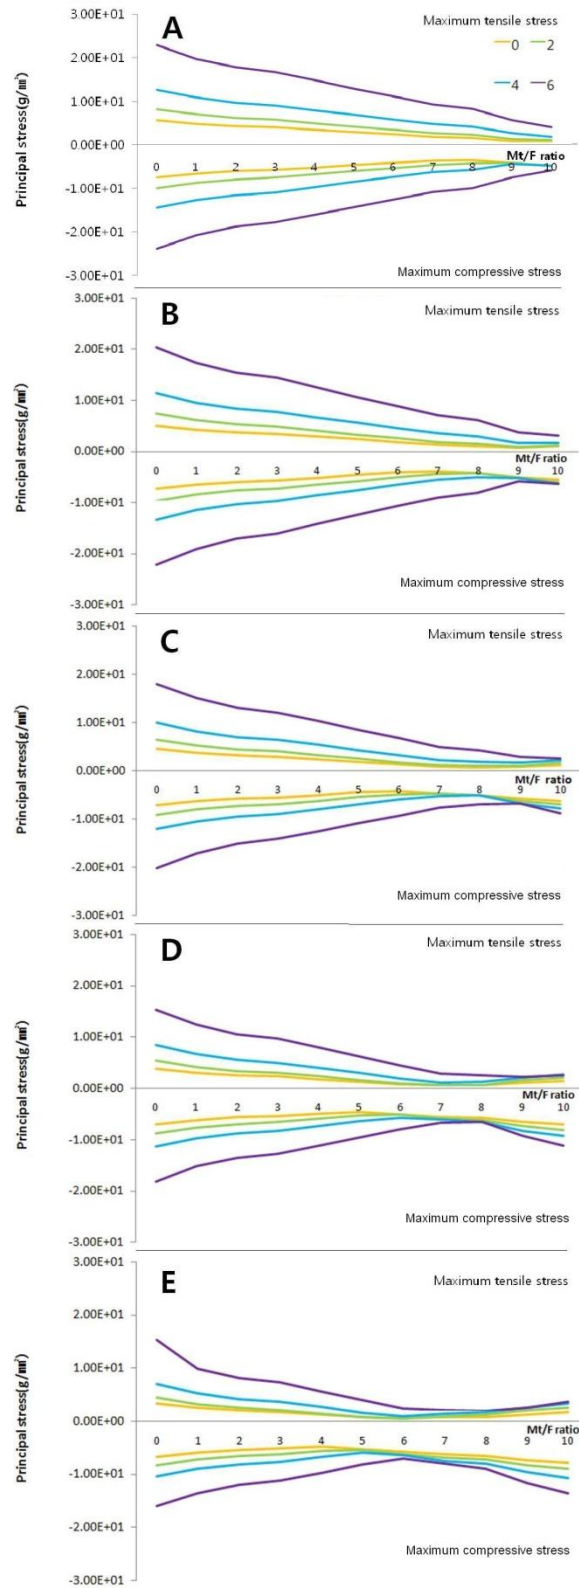 A
Maximum tensile stress
0 2
4 6
Principal stress(g/㎟)
3.00E+01
2.00E+01
1.00E+01
0.00E+00
-1.00E+01
-2.00E+01
-3.00E+01
Mt/F ratio
0 1 2 3 4 5 6 7 8 9 10
Maximum compressive stress
B
Maximum tensile stress
Principal stress(g/㎟)
3.00E+01
2.00E+01
1.00E+01
0.00E+00
-1.00E+01
-2.00E+01
-3.00E+01
Mt/F ratio
0 1 2 3 4 5 6 7 8 9 10
Maximum compressive stress
C
Maximum tensile stress
Principal stress(g/㎟)
3.00E+01
2.00E+01
1.00E+01
0.00E+00
-1.00E+01
-2.00E+01
-3.00E+01
Mt/F ratio
0 1 2 3 4 5 6 7 8 9 10
Maximum compressive stress
D
Maximum tensile stress
Principal stress(g/㎟)
3.00E+01
2.00E+01
1.00E+01
0.00E+00
-1.00E+01
-2.00E+01
-3.00E+01
Mt/F ratio
0 1 2 3 4 5 6 7 8 9 10
Maximum compressive stress
E
Maximum tensile stress
Principal stress(g/㎟)
3.00E+01
2.00E+01
1.00E+01
0.00E+00
-1.00E+01
-2.00E+01
-3.00E+01
Mt/F ratio
0 1 2 3 4 5 6 7 8 9 10
Maximum compressive stress